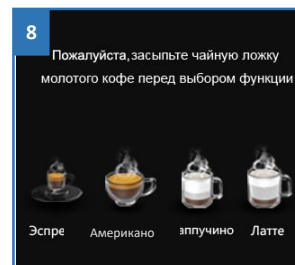 8
Пожалуйста, засыпьте чайную ложку
молотого кофе перед выбором функции
Эспре Американо аппучино Латте